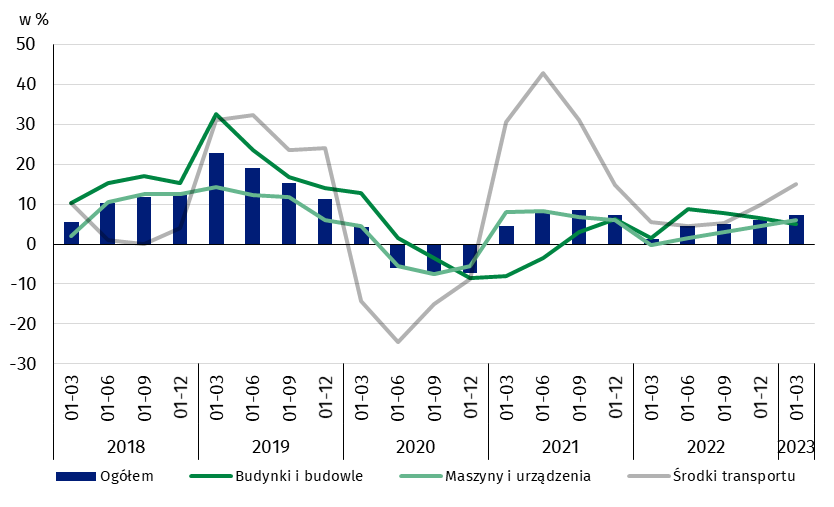 w %
50
40
30
20
10
0
-10
-20
-30
01-03 01-06 01-09 01-12 01-03 01-06 01-09 01-12 01-03 01-06 01-09 01-12 01-03 01-06 01-09 01-12 01-03 01-06 01-09 01-12 01-03
2018 2019 2020 2021 2022 2023
Ogółem Budynki i budowle Maszyny i urządzenia Środki transportu